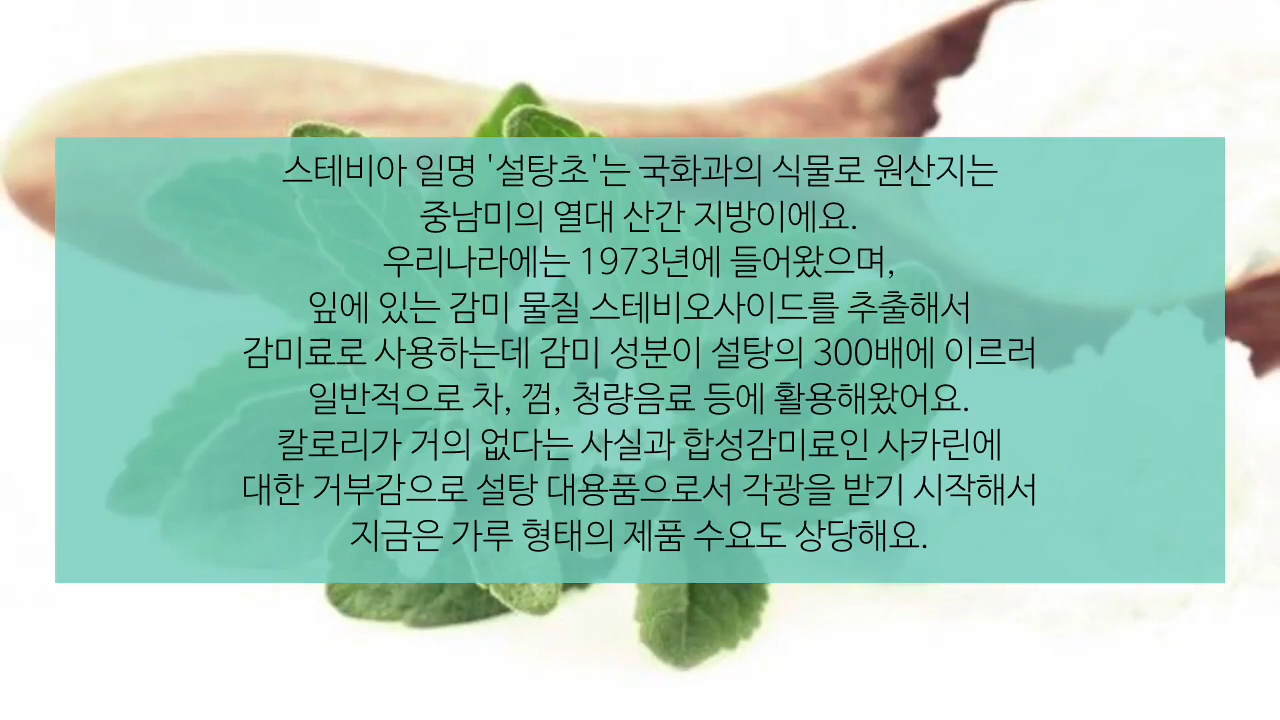 스테비아 일명 '설탕초'는 국화과의 식물로 원산지는
중남미의 열대 산간 지방이에요.
우리나라에는 1973년에 들어왔으며,
잎에 있는 감미 물질 스테비오사이드를 추출해서
감미료로 사용하는데 감미 성분이 설탕의 300배에 이르러
일반적으로 차, 껌, 청량음료 등에 활용해왔어요.
칼로리가 거의 없다는 사실과 합성감미료인 사카린에
대한 거부감으로 설탕 대용품으로서 각광을 받기 시작해서
지금은 가루 형태의 제품 수요도 상당해요.